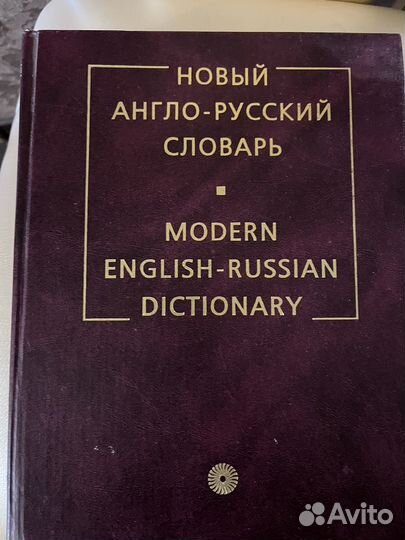 НОВЫЙ
АНГЛО-РУССКИЙ
СЛОВАРЬ
MODERN
ENGLISH-RUSSIAN
DICTIONARY
Avito